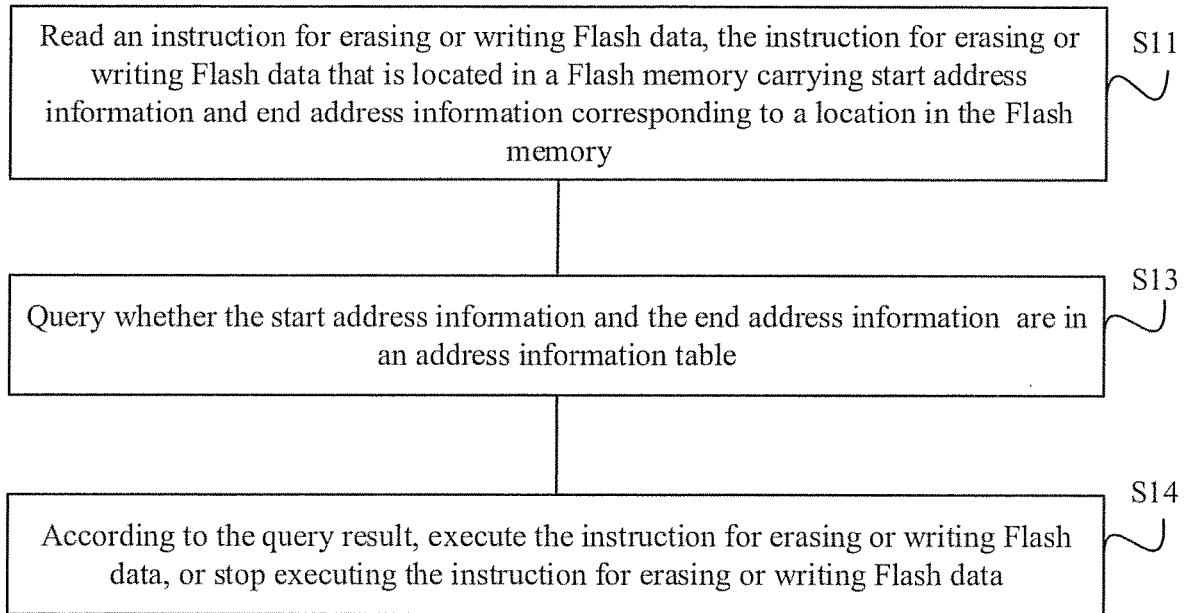 Read an instruction for erasing or writing Flash data, the instruction for erasing or
S11
writing Flash data that is located in a Flash memory carrying start address
information and end address information corresponding to a location in the Flash
memory
S13
Query whether the start address information and the end address information are in
an address information table
S14
According to the query result, execute the instruction for erasing or writing Flash
data, or stop executing the instruction for erasing or writing Flash data